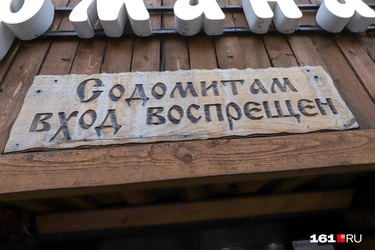 Содомитам
вход воспрещен
161.RU